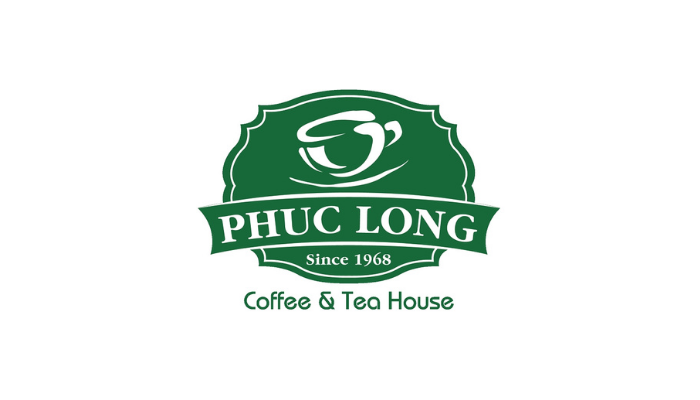 PHUC LONG
Since 1968
Coffee & Tea House